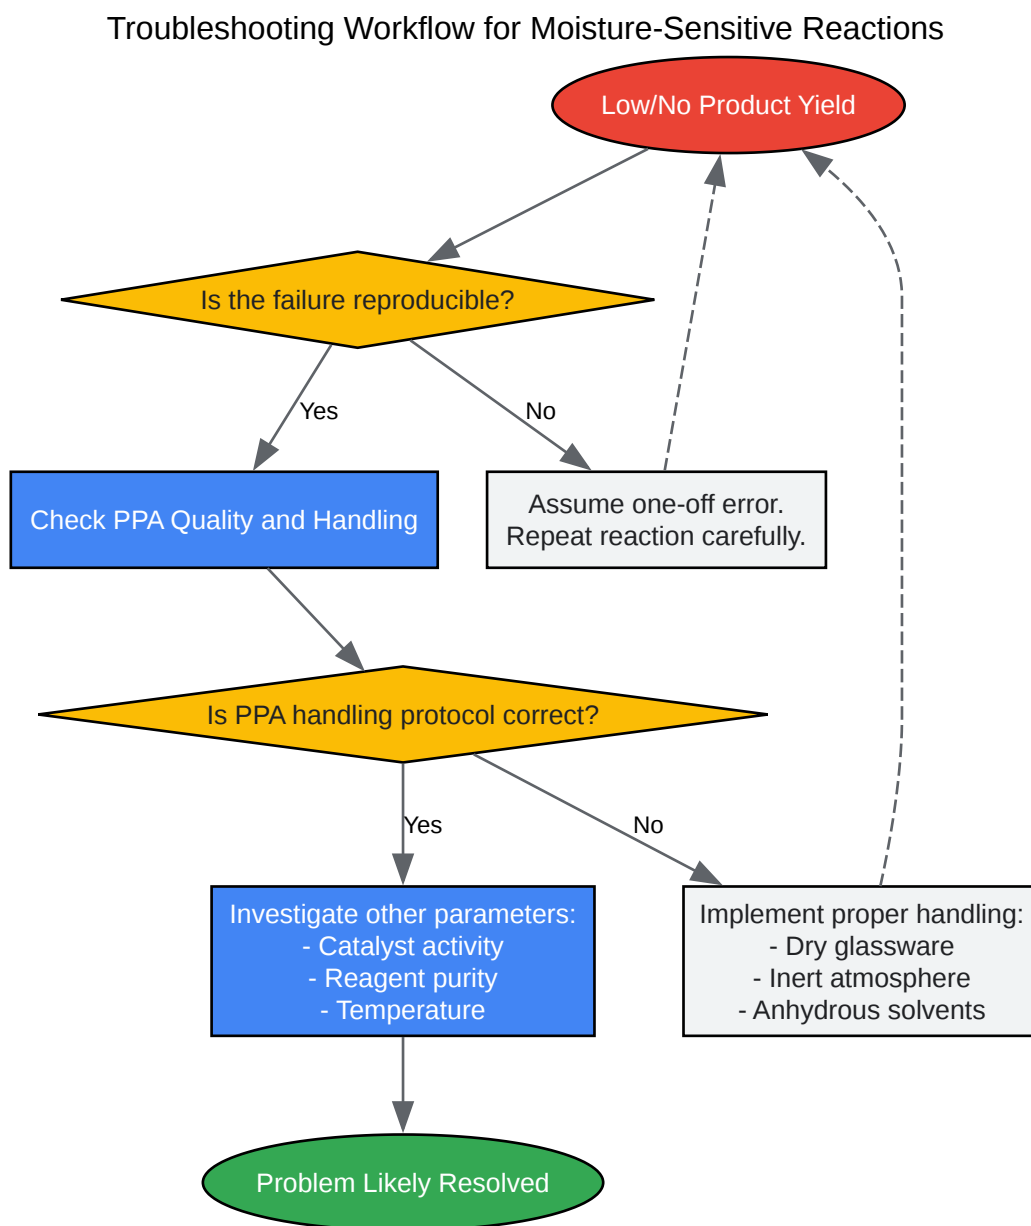 Troubleshooting Workflow for Moisture-Sensitive Reactions
Low/No Product Yield
Is the failure reproducible?
Yes
No
Check PPA Quality and Handling
Assume one-off error.
Repeat reaction carefully.
Is PPA handling protocol correct?
Yes
No
Investigate other parameters:
- Catalyst activity
- Reagent purity
- Temperature
Implement proper handling:
- Dry glassware
- Inert atmosphere
- Anhydrous solvents
Problem Likely Resolved